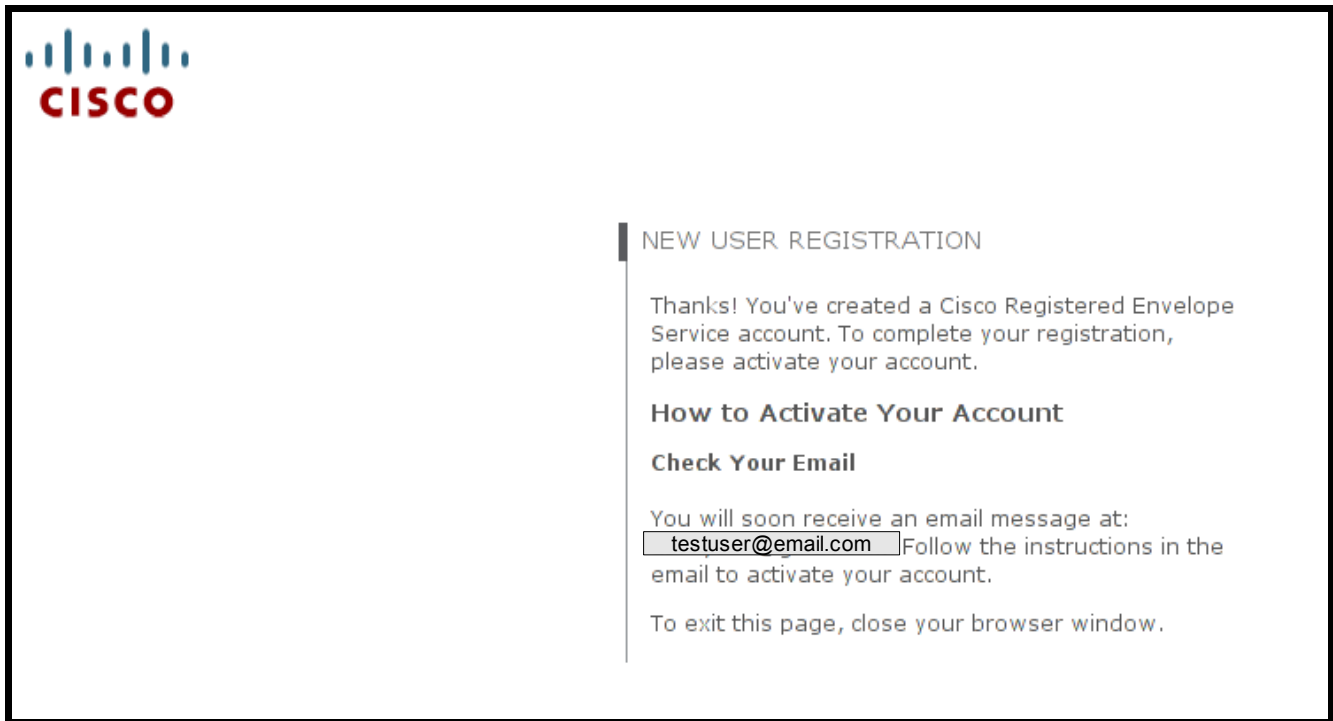 CISCO
NEW USER REGISTRATION
Thanks! You've created a Cisco Registered Envelope
Service account. To complete your registration,
please activate your account.
How to Activate Your Account
Check Your Email
You will soon receive an email message at:
testuser@email.com Follow the instructions in the
email to activate your account.
To exit this page, close your browser window.